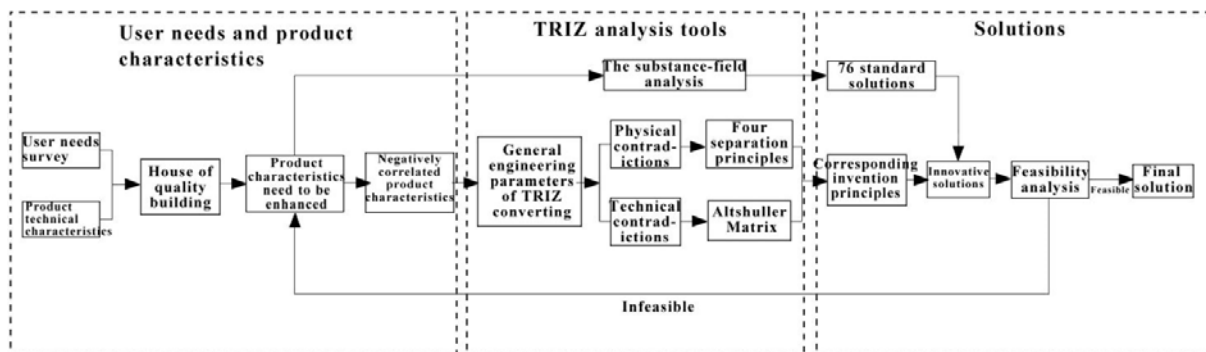 User needs and product
characteristics
TRIZ analysis tools
Solutions
The substance-field
analysis
76 standard
solutions
User needs
survey
Product
technical
characteristics
House of
quality
building
Product
characteristics
need to be
enhanced
Negatively
correlated
product
characteristics
General
engineering
parameters
of TRIZ
converting
Physical
contrad-
ictions
Four
separation
principles
Technical
contrad-
ictions
Altshuller
Matrix
Corresponding
invention
principles
Innovative
solutions
Feasibility
analysis
Feasible
Final
solution
Infeasible